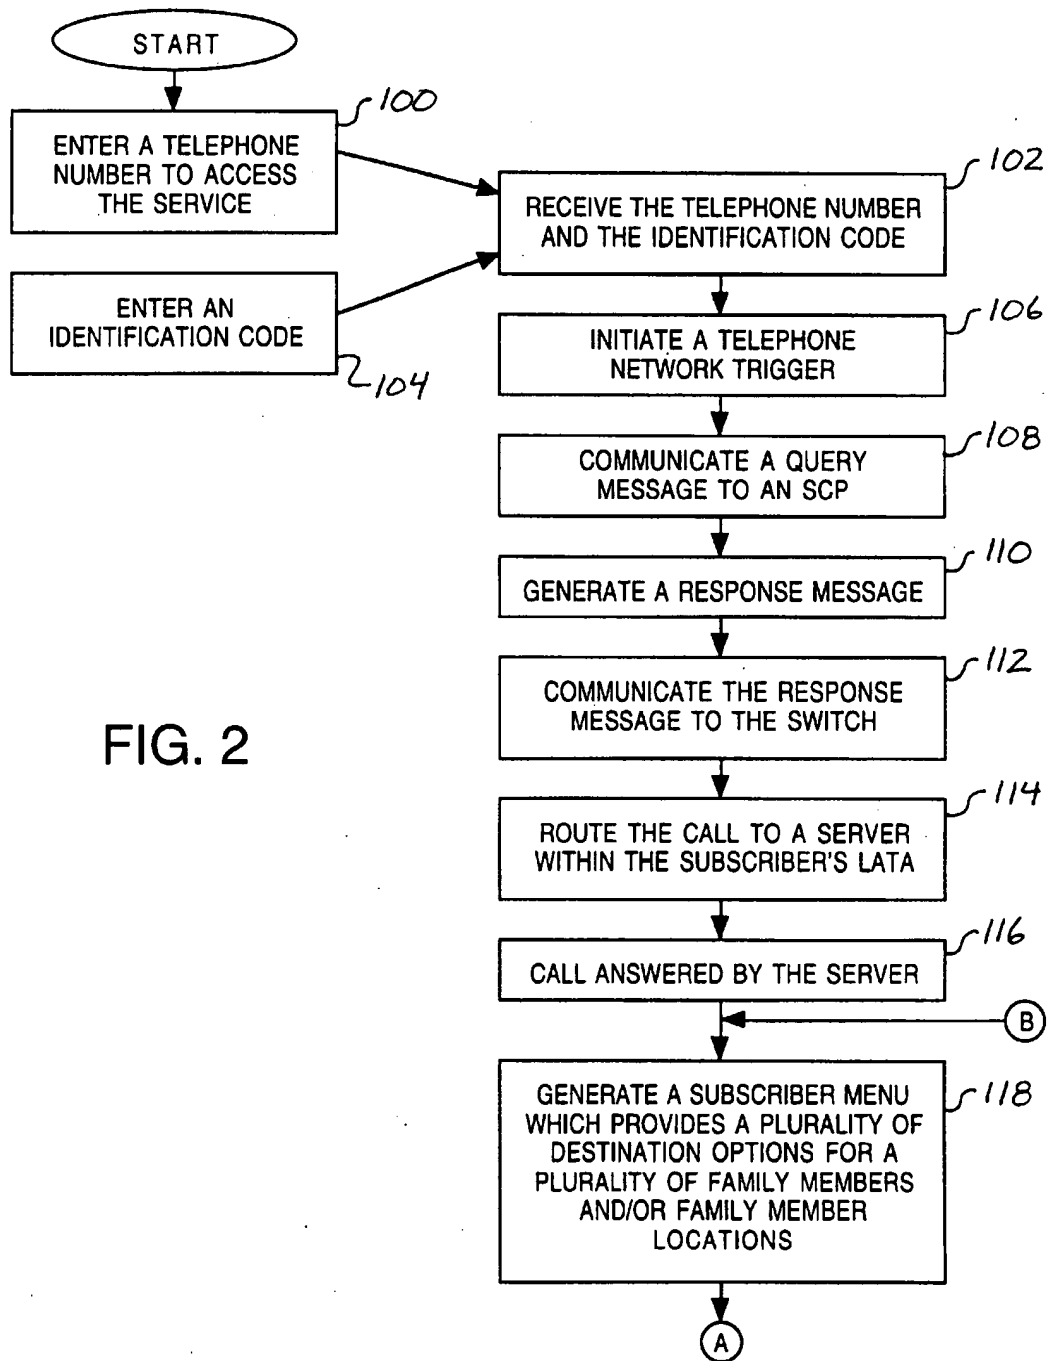 START
100
ENTER A TELEPHONE
NUMBER TO ACCESS
THE SERVICE
102
RECEIVE THE TELEPHONE NUMBER
AND THE IDENTIFICATION CODE
ENTER AN
IDENTIFICATION CODE
104
106
INITIATE A TELEPHONE
NETWORK TRIGGER
108
COMMUNICATE A QUERY
MESSAGE TO AN SCP
110
GENERATE A RESPONSE MESSAGE
112
COMMUNICATE THE RESPONSE
MESSAGE TO THE SWITCH
FIG. 2
114
ROUTE THE CALL TO A SERVER
WITHIN THE SUBSCRIBER'S LATA
116
CALL ANSWERED BY THE SERVER
B
118
GENERATE A SUBSCRIBER MENU
WHICH PROVIDES A PLURALITY OF
DESTINATION OPTIONS FOR A
PLURALITY OF FAMILY MEMBERS
AND/OR FAMILY MEMBER
LOCATIONS
A